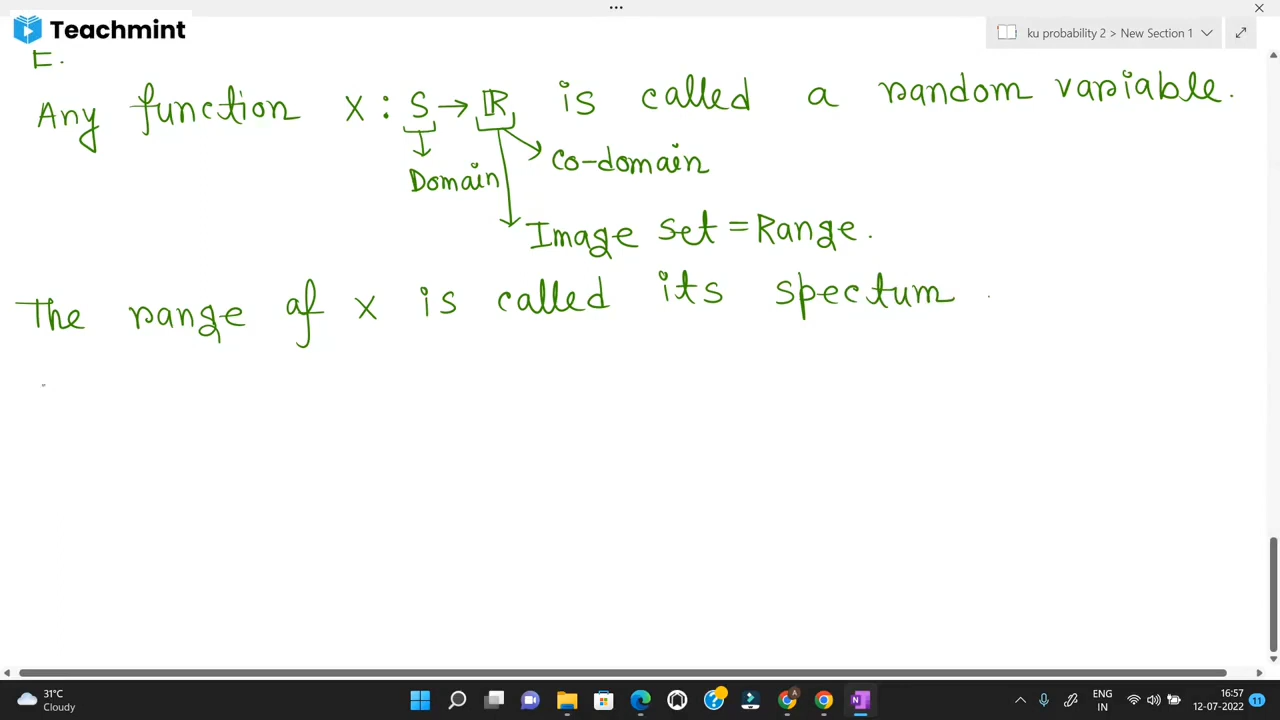 Teachmint
ku probability 2 > New Section 1
E.
Any function X : S → ℝ is called a random variable.
Co-domain
Domain
Image set = Range.
The range of X is called its spectum.
31°C
Cloudy
ENG
IN
16:57
12-07-2022
11